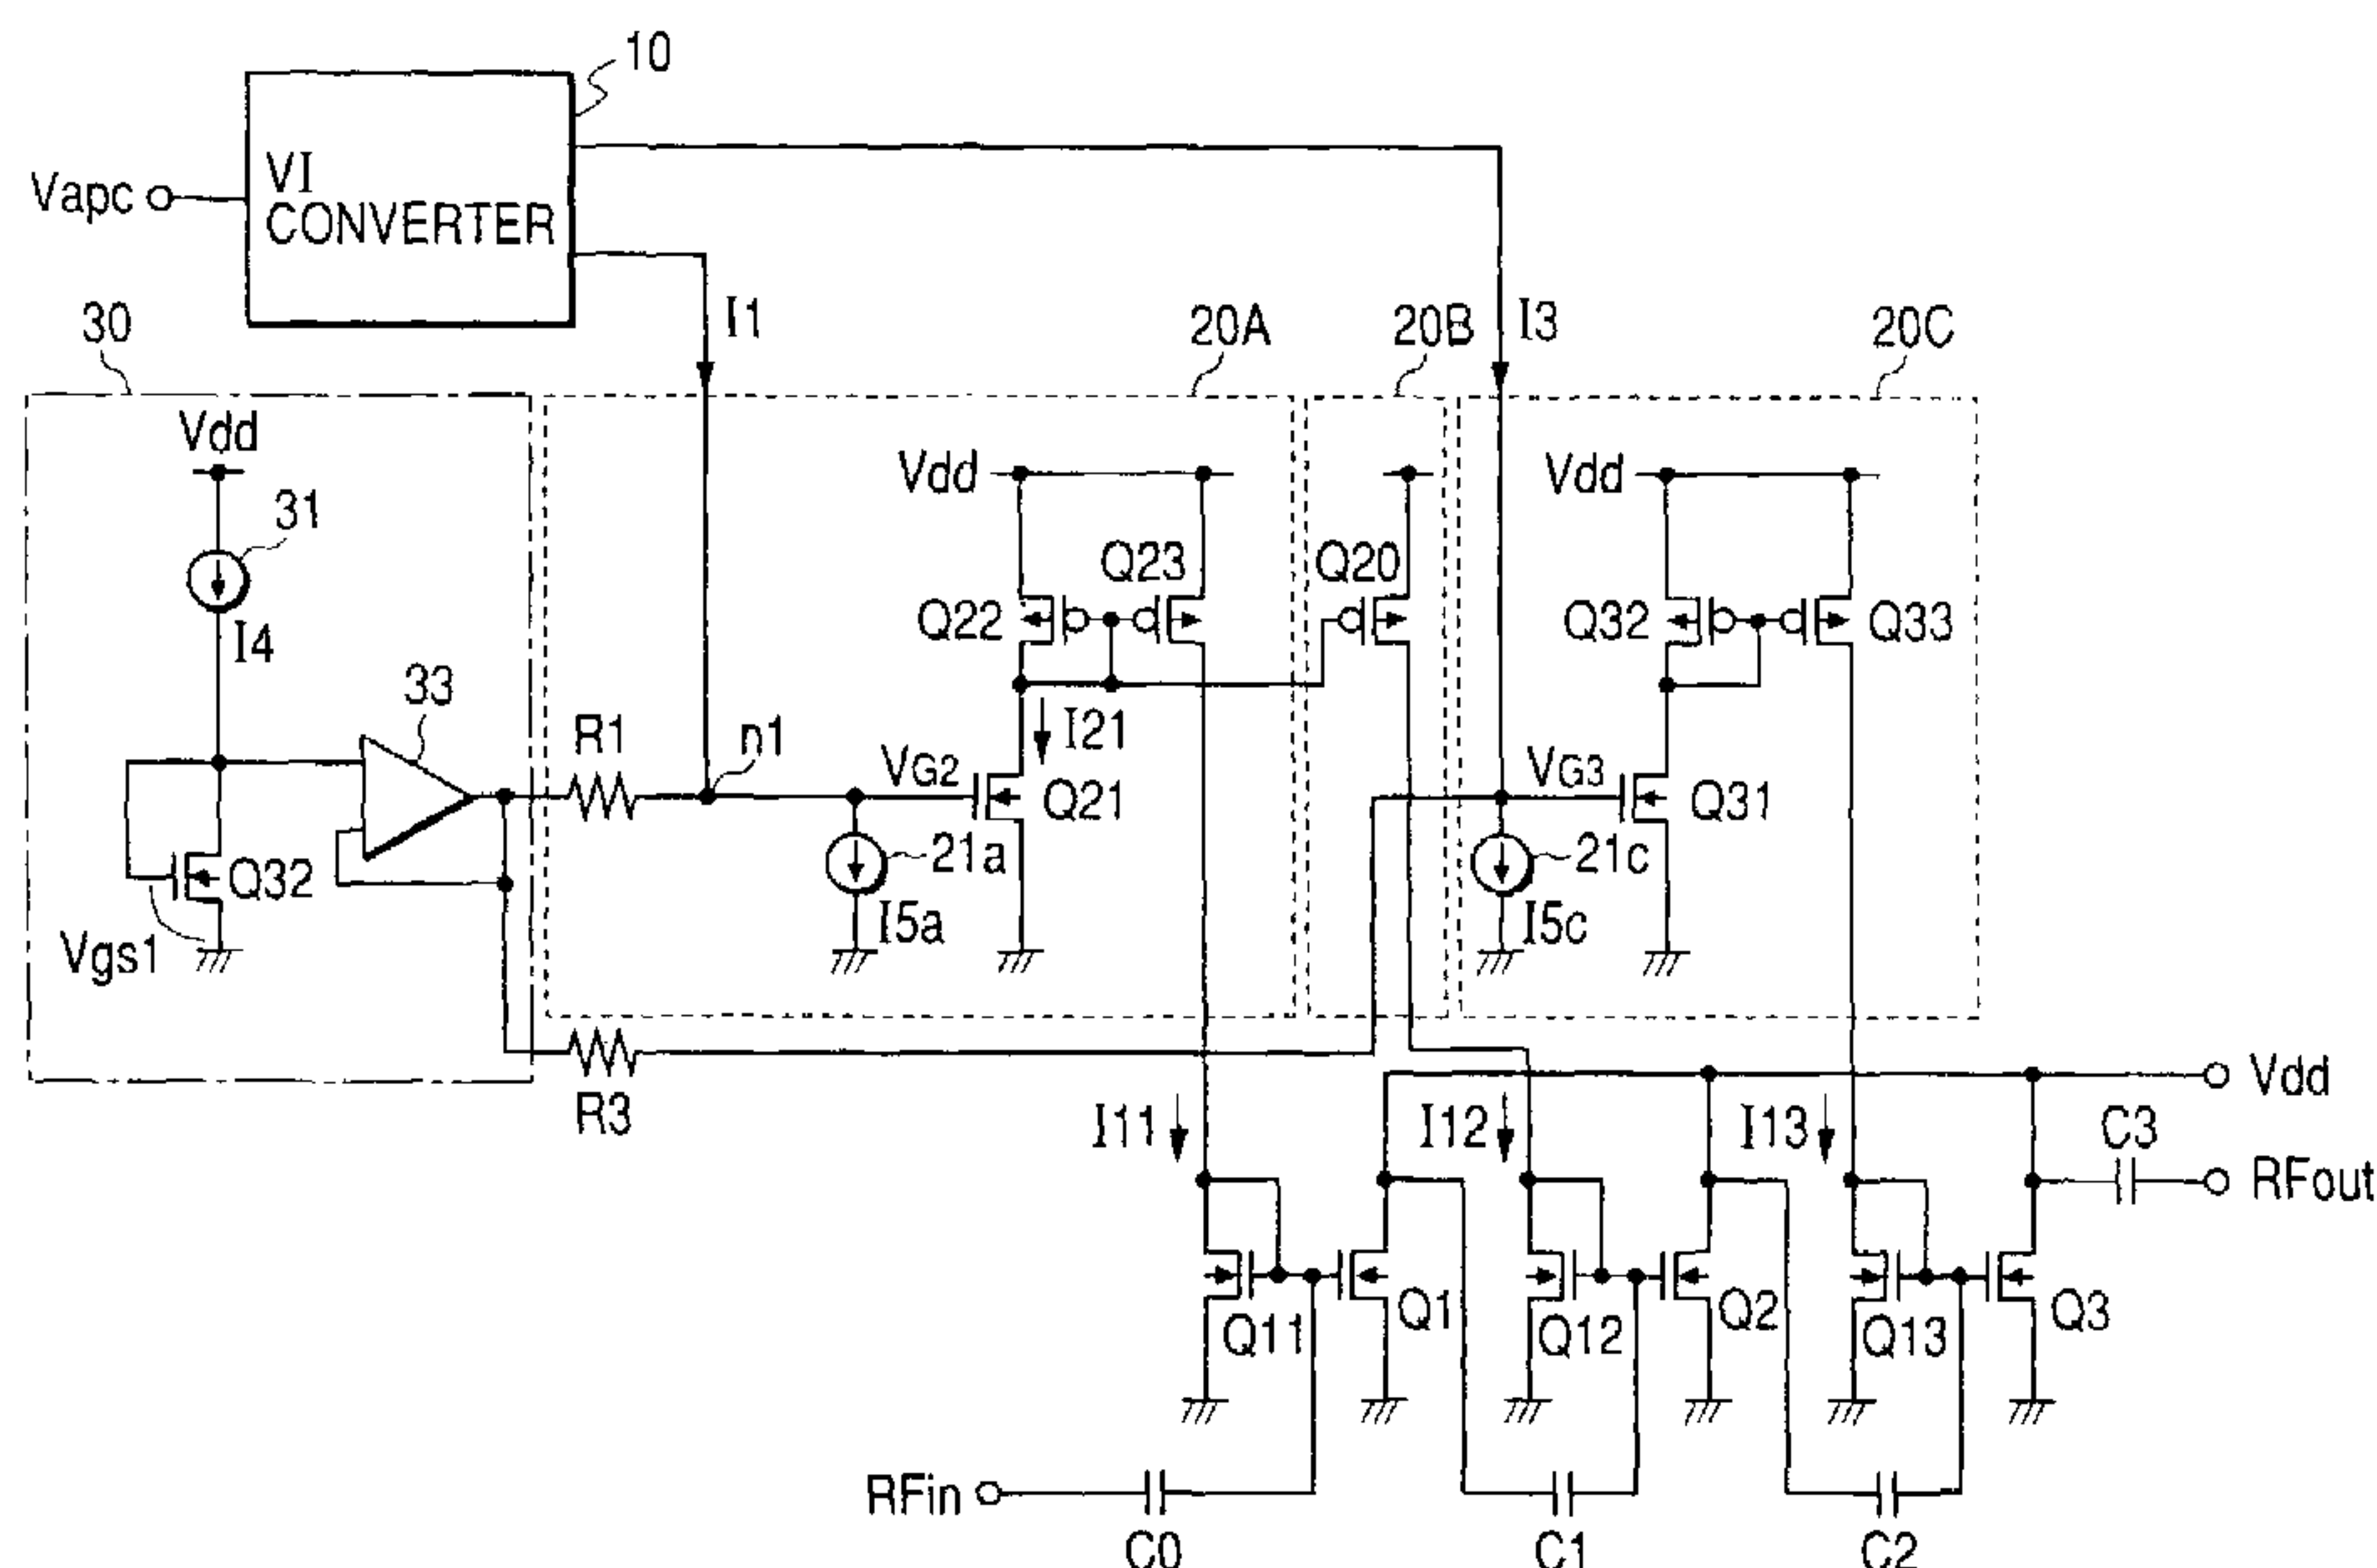 10
Vapc
VI
CONVERTER
I1
I3
30
20A
20B
20C
Vdd
31
I4
33
Q32
Vgs1
R1
n1
Vdd
Q22
Q23
I21
VG2
Q21
21a
I5a
Q20
Vdd
Q32
Q33
VG3
Q31
21c
I5c
R3
I11
I12
I13
Vdd
C3
RFout
Q11
Q1
Q12
Q2
Q13
Q3
RFin
C0
C1
C2